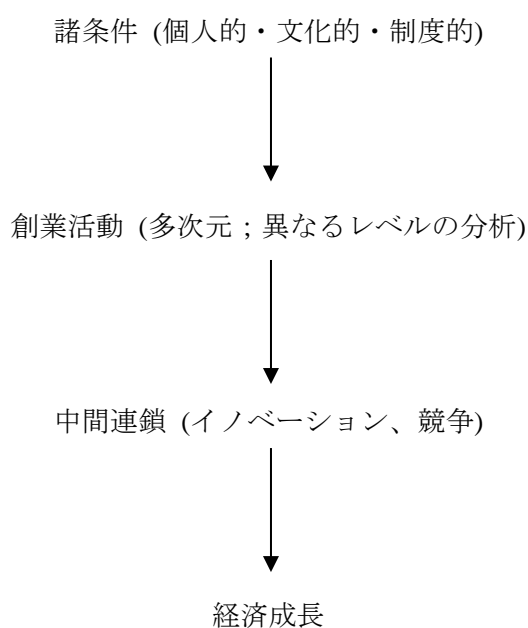 諸条件 (個人的・文化的・制度的)
創業活動 (多次元；異なるレベルの分析)
中間連鎖 (イノベーション、競争)
経済成長